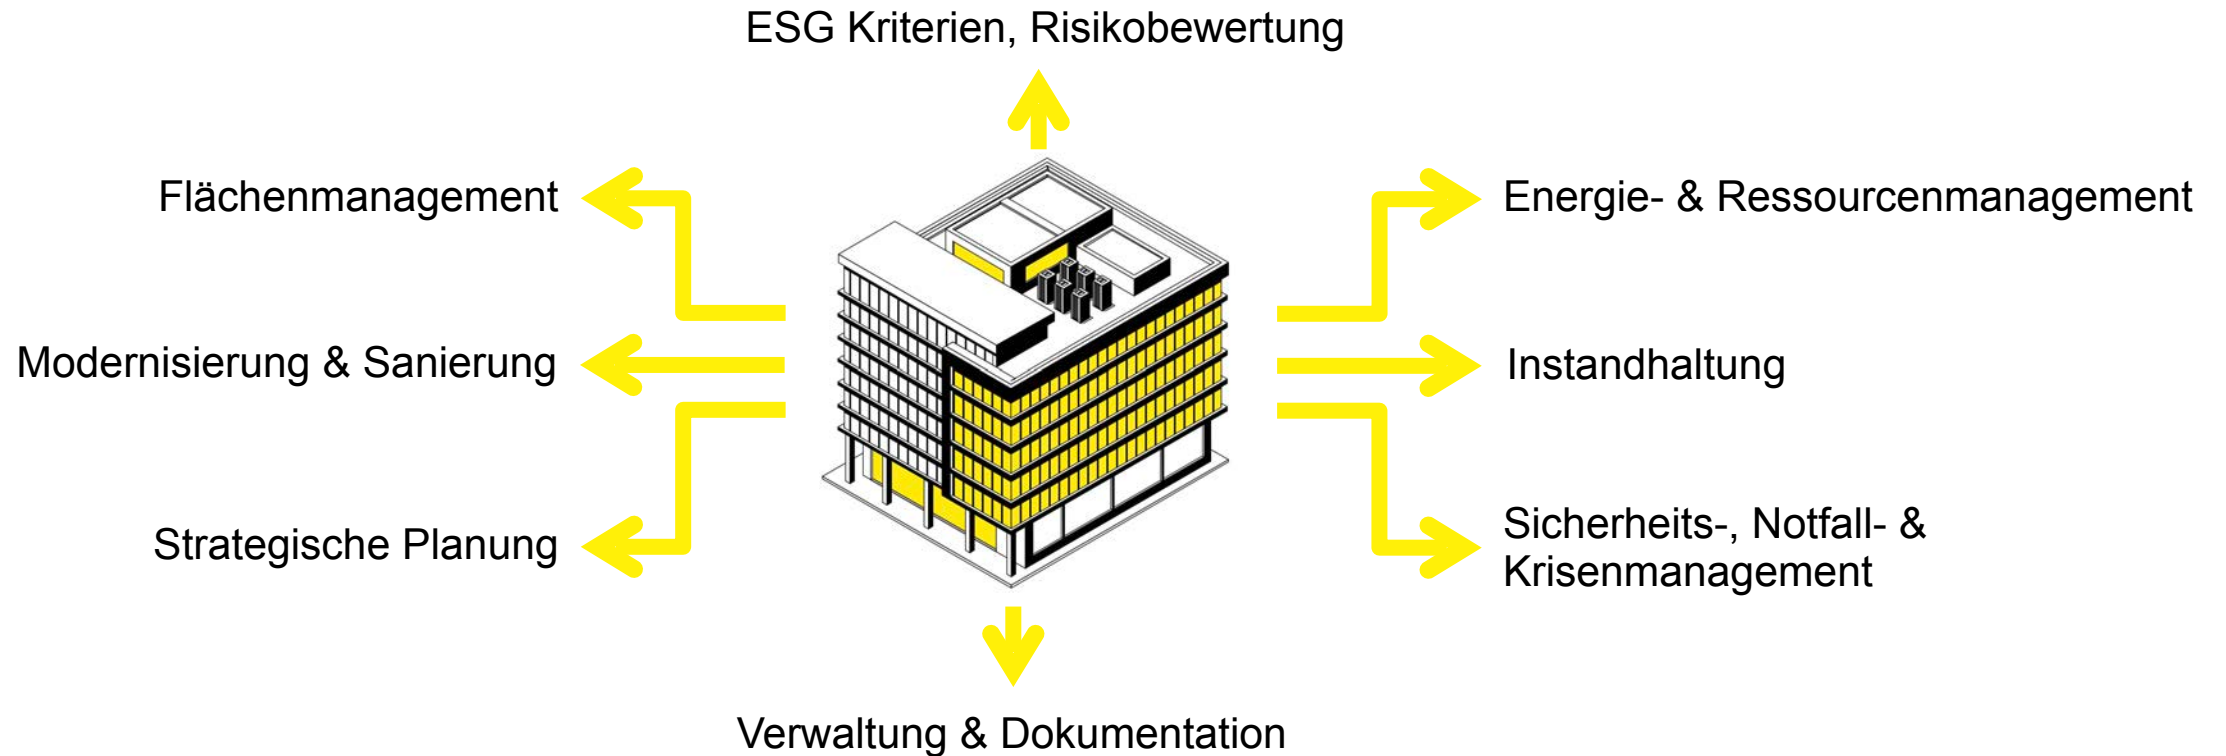 ESG Kriterien, Risikobewertung
Flächenmanagement
Energie- & Ressourcenmanagement
Modernisierung & Sanierung
Instandhaltung
Strategische Planung
Sicherheits-, Notfall- &
Krisenmanagement
Verwaltung & Dokumentation